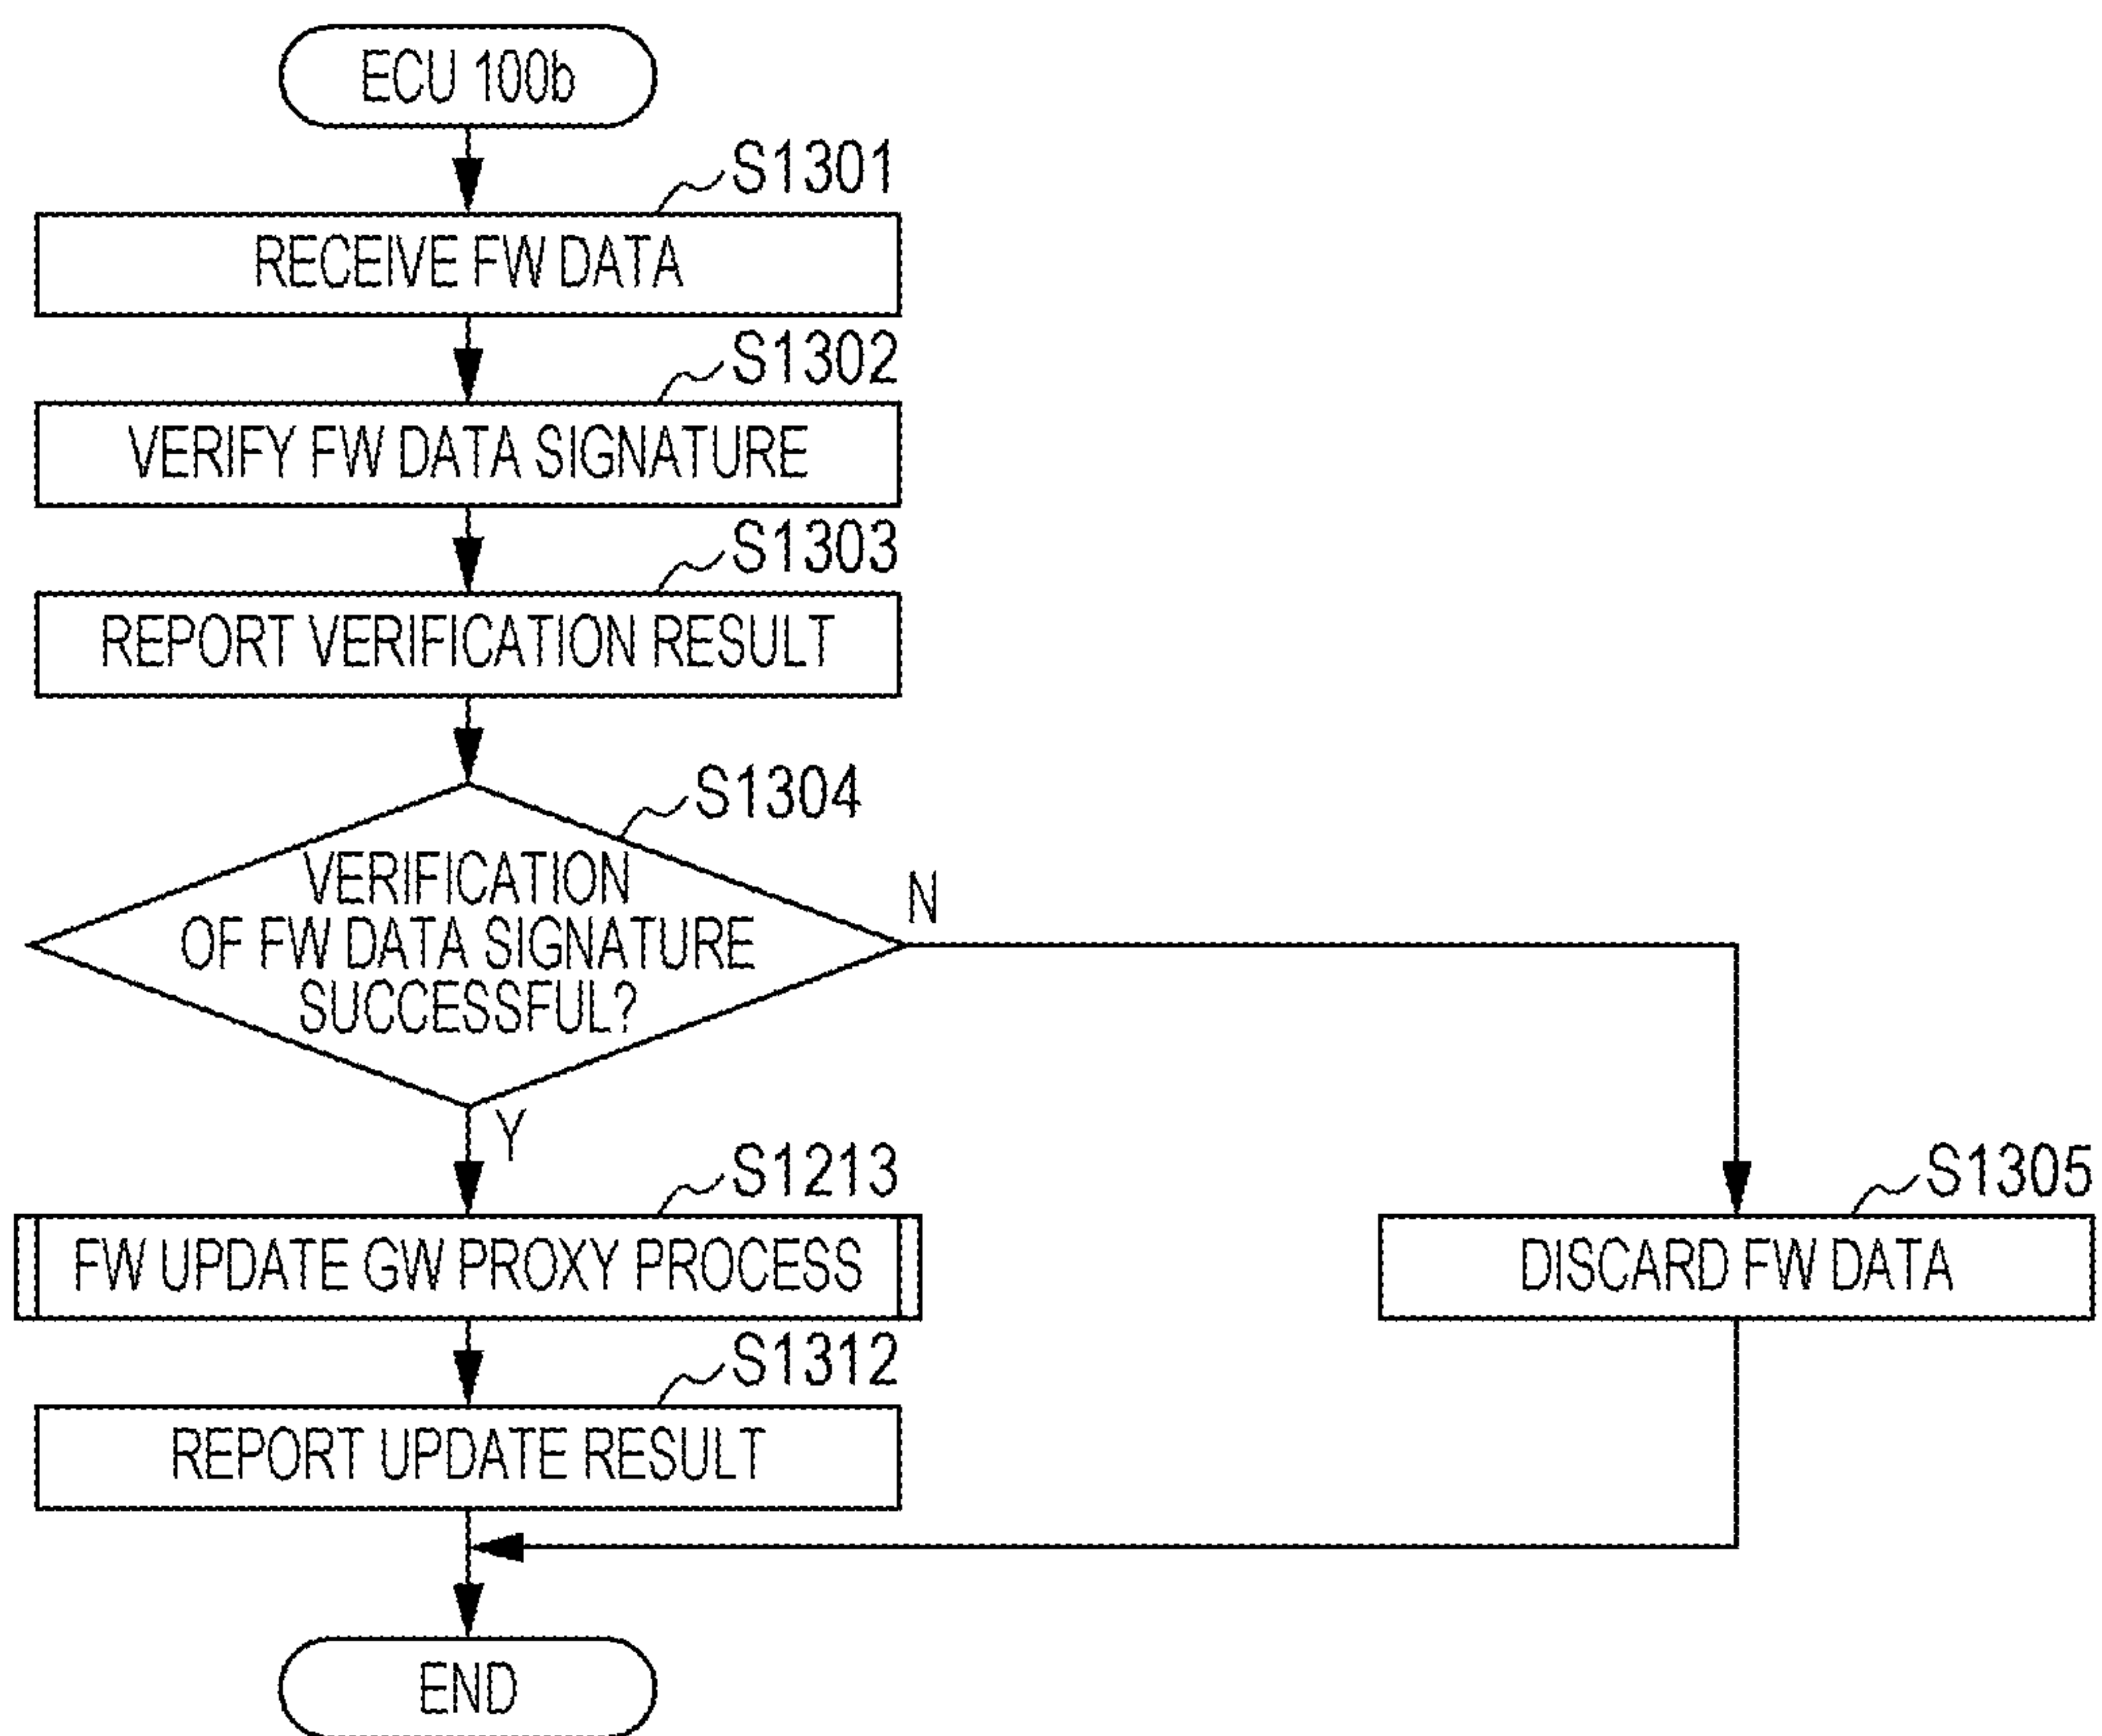 ECU 100b
S1301
RECEIVE FW DATA
S1302
VERIFY FW DATA SIGNATURE
S1303
REPORT VERIFICATION RESULT
S1304
VERIFICATION
OF FW DATA SIGNATURE
SUCCESSFUL?
N
Y
S1213
FW UPDATE GW PROXY PROCESS
S1305
DISCARD FW DATA
S1312
REPORT UPDATE RESULT
END